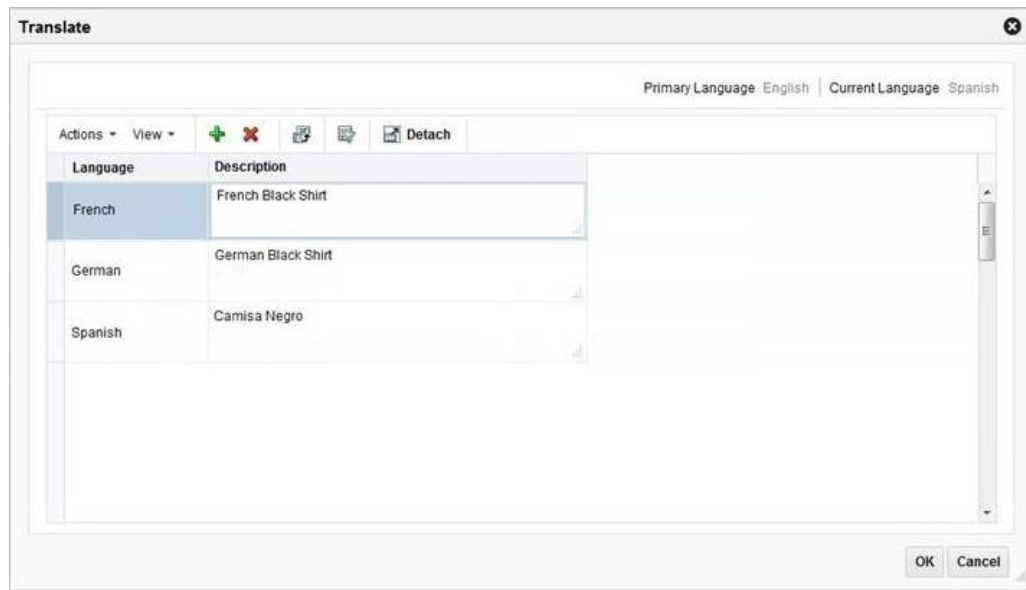 Translate
Primary Language English Current Language Spanish
Actions View Detach
Language Description
French French Black Shirt
German German Black Shirt
Spanish Camisa Negro
OK Cancel